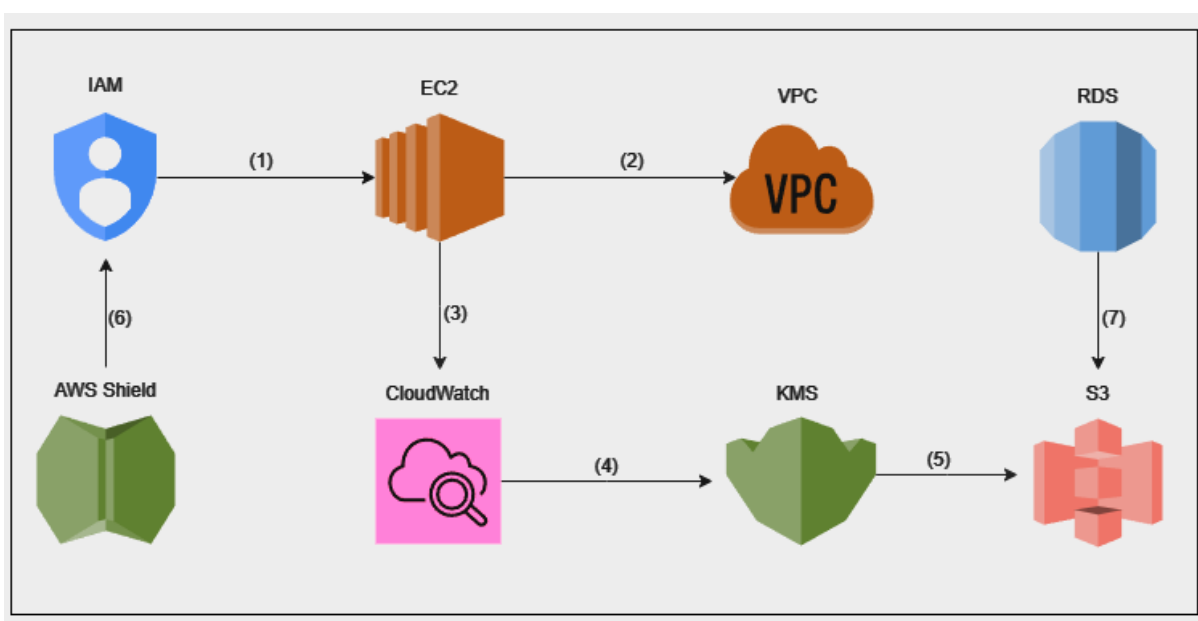 IAM
EC2
VPC
RDS
(1)
(2)
VPC
(6)
(3)
(7)
AWS Shield
CloudWatch
KMS
S3
(4)
(5)